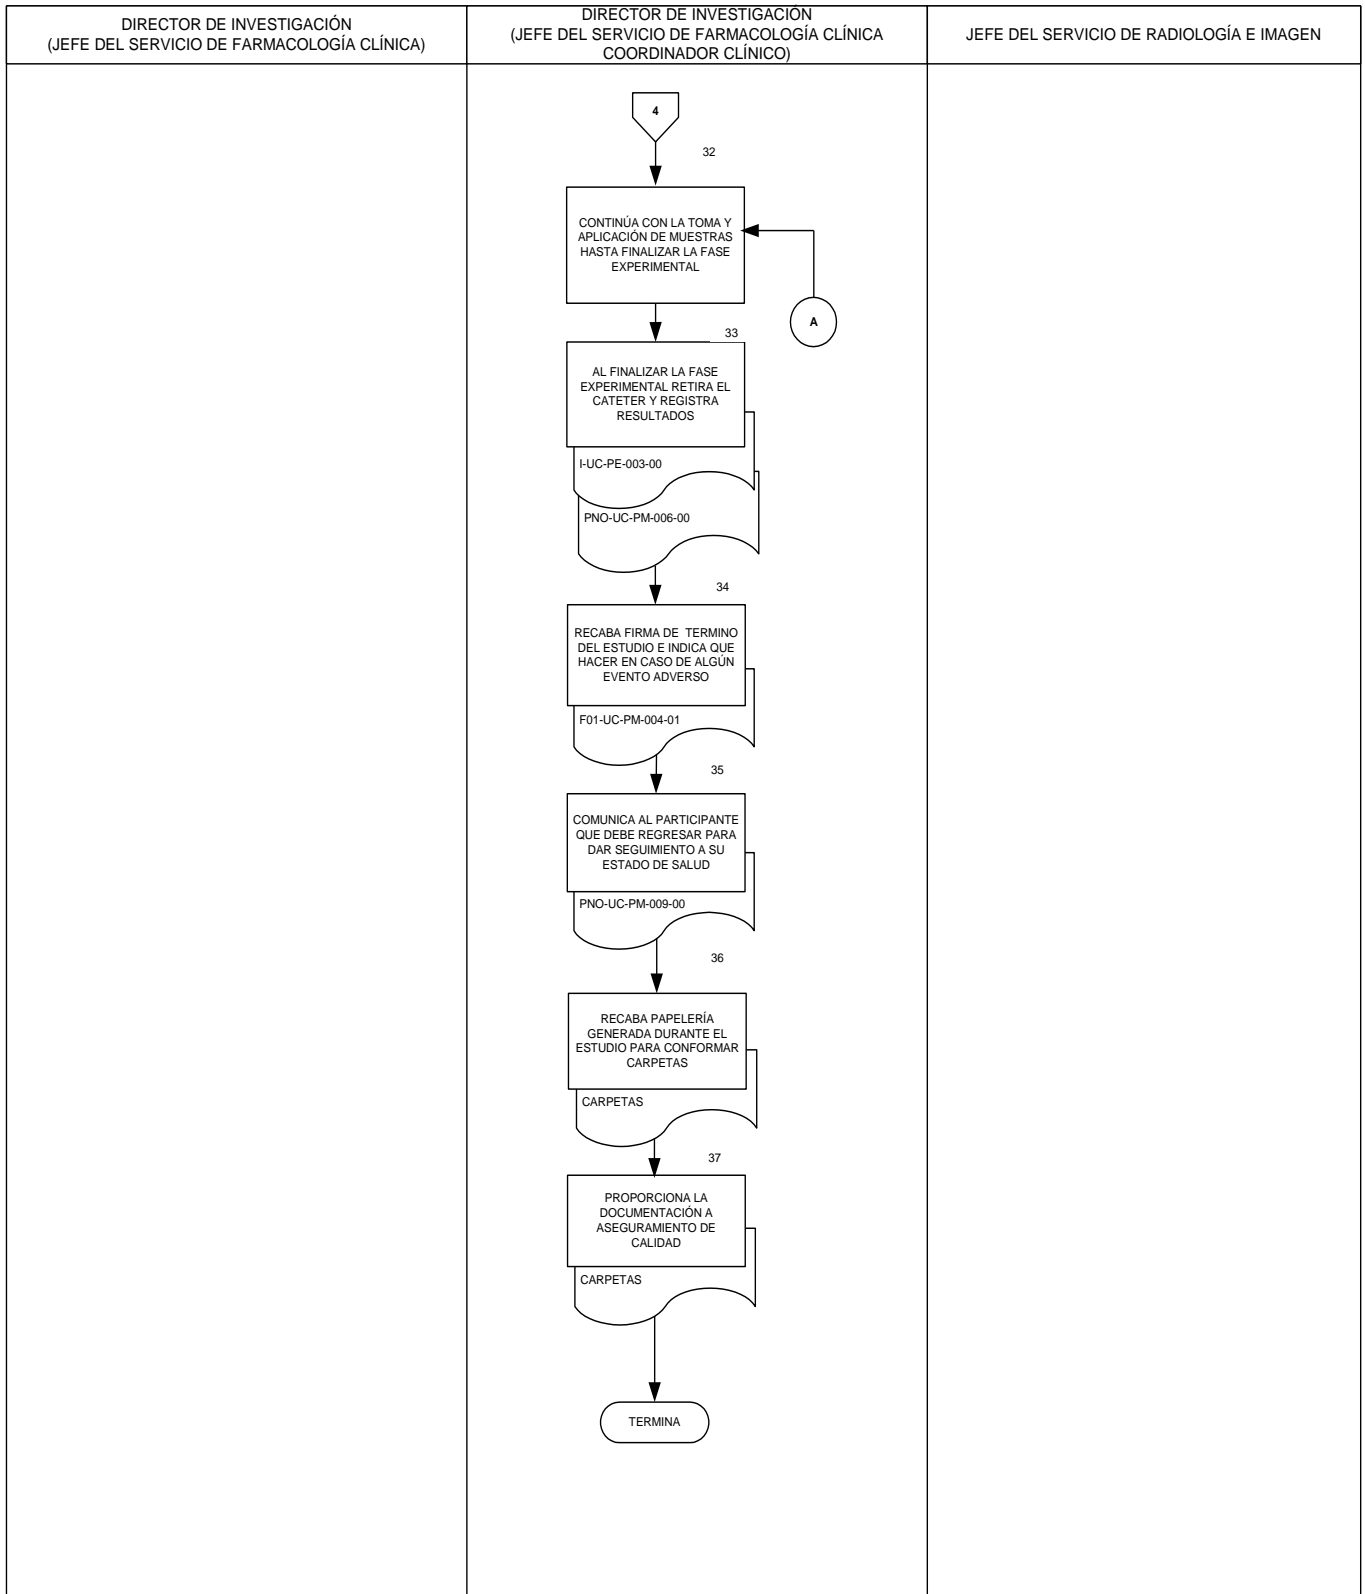 DIRECTOR DE INVESTIGACIÓN
(JEFE DEL SERVICIO DE FARMACOLOGÍA CLÍNICA)
DIRECTOR DE INVESTIGACIÓN
(JEFE DEL SERVICIO DE FARMACOLOGÍA CLÍNICA
COORDINADOR CLÍNICO)
JEFE DEL SERVICIO DE RADIOLOGÍA E IMAGEN
4
32
CONTINÚA CON LA TOMA Y
APLICACIÓN DE MUESTRAS
HASTA FINALIZAR LA FASE
EXPERIMENTAL
A
33
AL FINALIZAR LA FASE
EXPERIMENTAL RETIRA EL
CATETER Y REGISTRA
RESULTADOS
I-UC-PE-003-00
PNO-UC-PM-006-00
34
RECABA FIRMA DE TERMINO
DEL ESTUDIO E INDICA QUE
HACER EN CASO DE ALGÚN
EVENTO ADVERSO
F01-UC-PM-004-01
35
COMUNICA AL PARTICIPANTE
QUE DEBE REGRESAR PARA
DAR SEGUIMIENTO A SU
ESTADO DE SALUD
PNO-UC-PM-009-00
36
RECABA PAPELERÍA
GENERADA DURANTE EL
ESTUDIO PARA CONFORMAR
CARPETAS
CARPETAS
37
PROPORCIONA LA
DOCUMENTACIÓN A
ASEGURAMIENTO DE
CALIDAD
CARPETAS
TERMINA